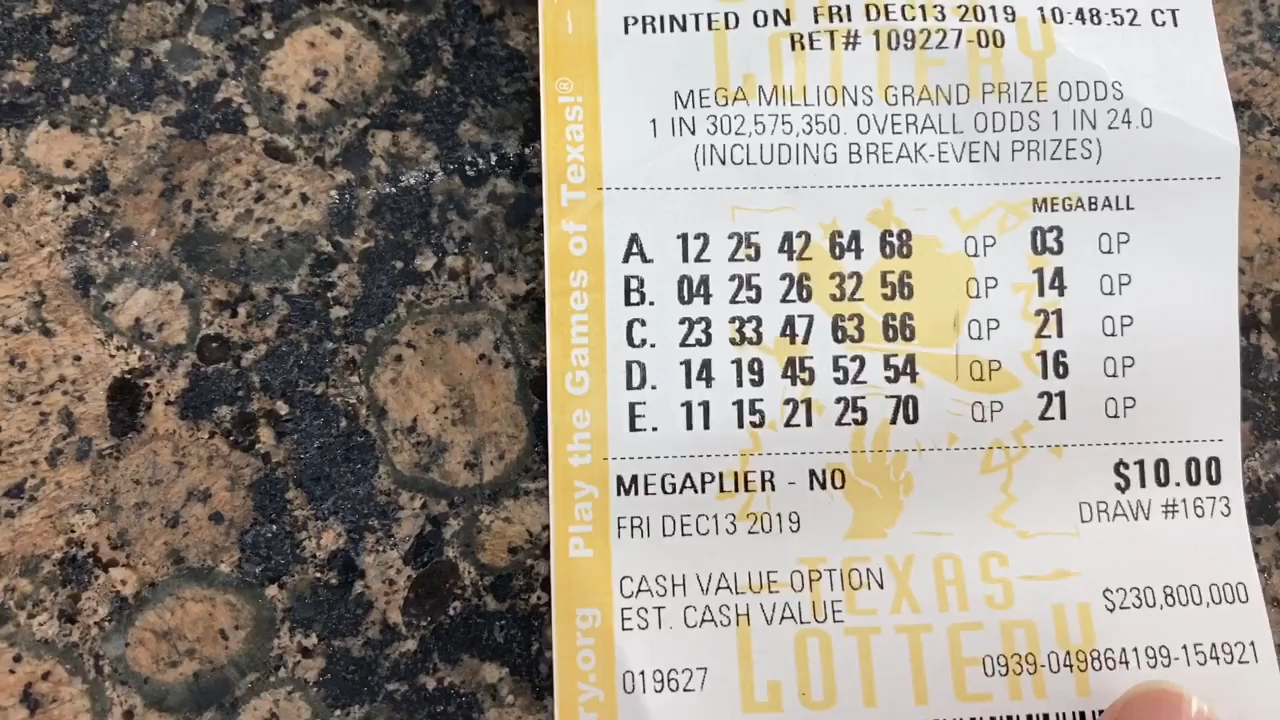 PRINTED ON FRI DEC13 2019 10:48:52 CT
RET# 109227-00
LOTTERY
MEGA MILLIONS GRAND PRIZE ODDS
1 IN 302,575,350. OVERALL ODDS 1 IN 24.0
(INCLUDING BREAK-EVEN PRIZES)
MEGABALL
A. 12 25 42 64 68 QP 03 QP
B. 04 25 26 32 56 QP 14 QP
C. 23 33 47 63 66 QP 21 QP
D. 14 19 45 52 54 QP 16 QP
E. 11 15 21 25 70 QP 21 QP
MEGAPLIER - NO $10.00
FRI DEC13 2019 DRAW #1673
CASH VALUE OPTION
EST. CASH VALUE $230,800,000
019627 0939-049864199-154921
TEXAS
LOTTERY
Play the Games of Texas!®
ry.org